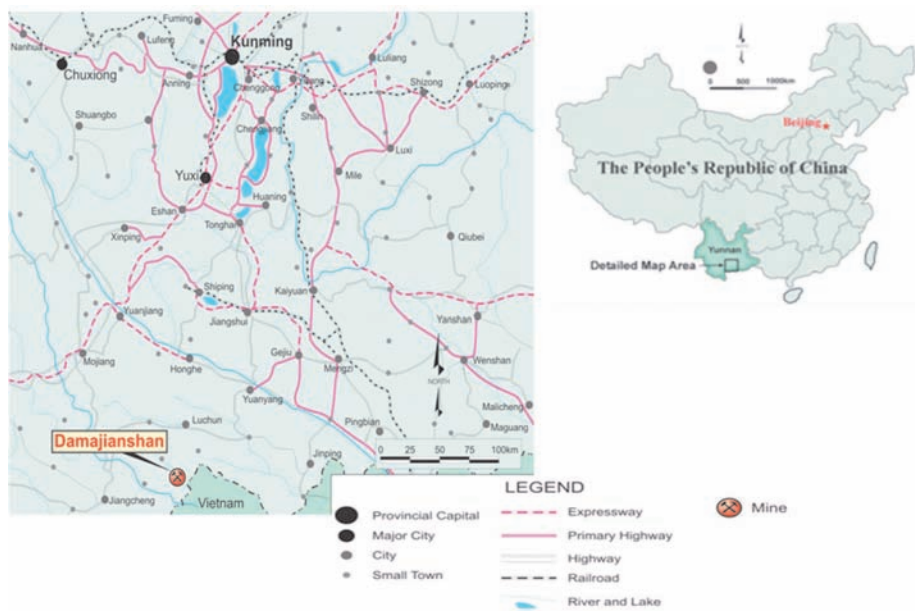 Fuming
Nanhua
Lufeng
Kunming
Luliang
Chuxiong
Anning
Chenggong
Yiliang
Shizong
Luoping
Shuangbo
Shilin
Chengjiang
Luxi
Yuxi
Mile
Eshan
Huaning
Tonghai
Xinping
Qiubei
Shiping
Kaiyuan
Yuanjiang
Jiangshui
Yanshan
Mojiang
Honghe
Gejiu
Mengzi
Wenshan
NORTH
Yuanyang
Malicheng
Luchun
Pingbian
Maguang
Damajianshan
Jinping
0 25 50 75 100km
Jiangcheng
Vietnam
0 500 1000km
Beijing
The People's Republic of China
Yunnan
Detailed Map Area
LEGEND
Provincial Capital
Major City
City
Small Town
Expressway
Primary Highway
Highway
Railroad
River and Lake
Mine